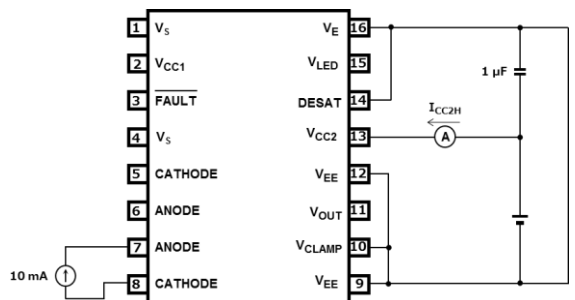 1 VS
2 VCC1
3 FAULT
4 VS
5 CATHODE
6 ANODE
7 ANODE
8 CATHODE
10 mA
VE 16
VLED 15
DESAT 14
VCC2 13
VEE 12
VOUT 11
VCLAMP 10
VEE 9
1 µF
ICC2H
A